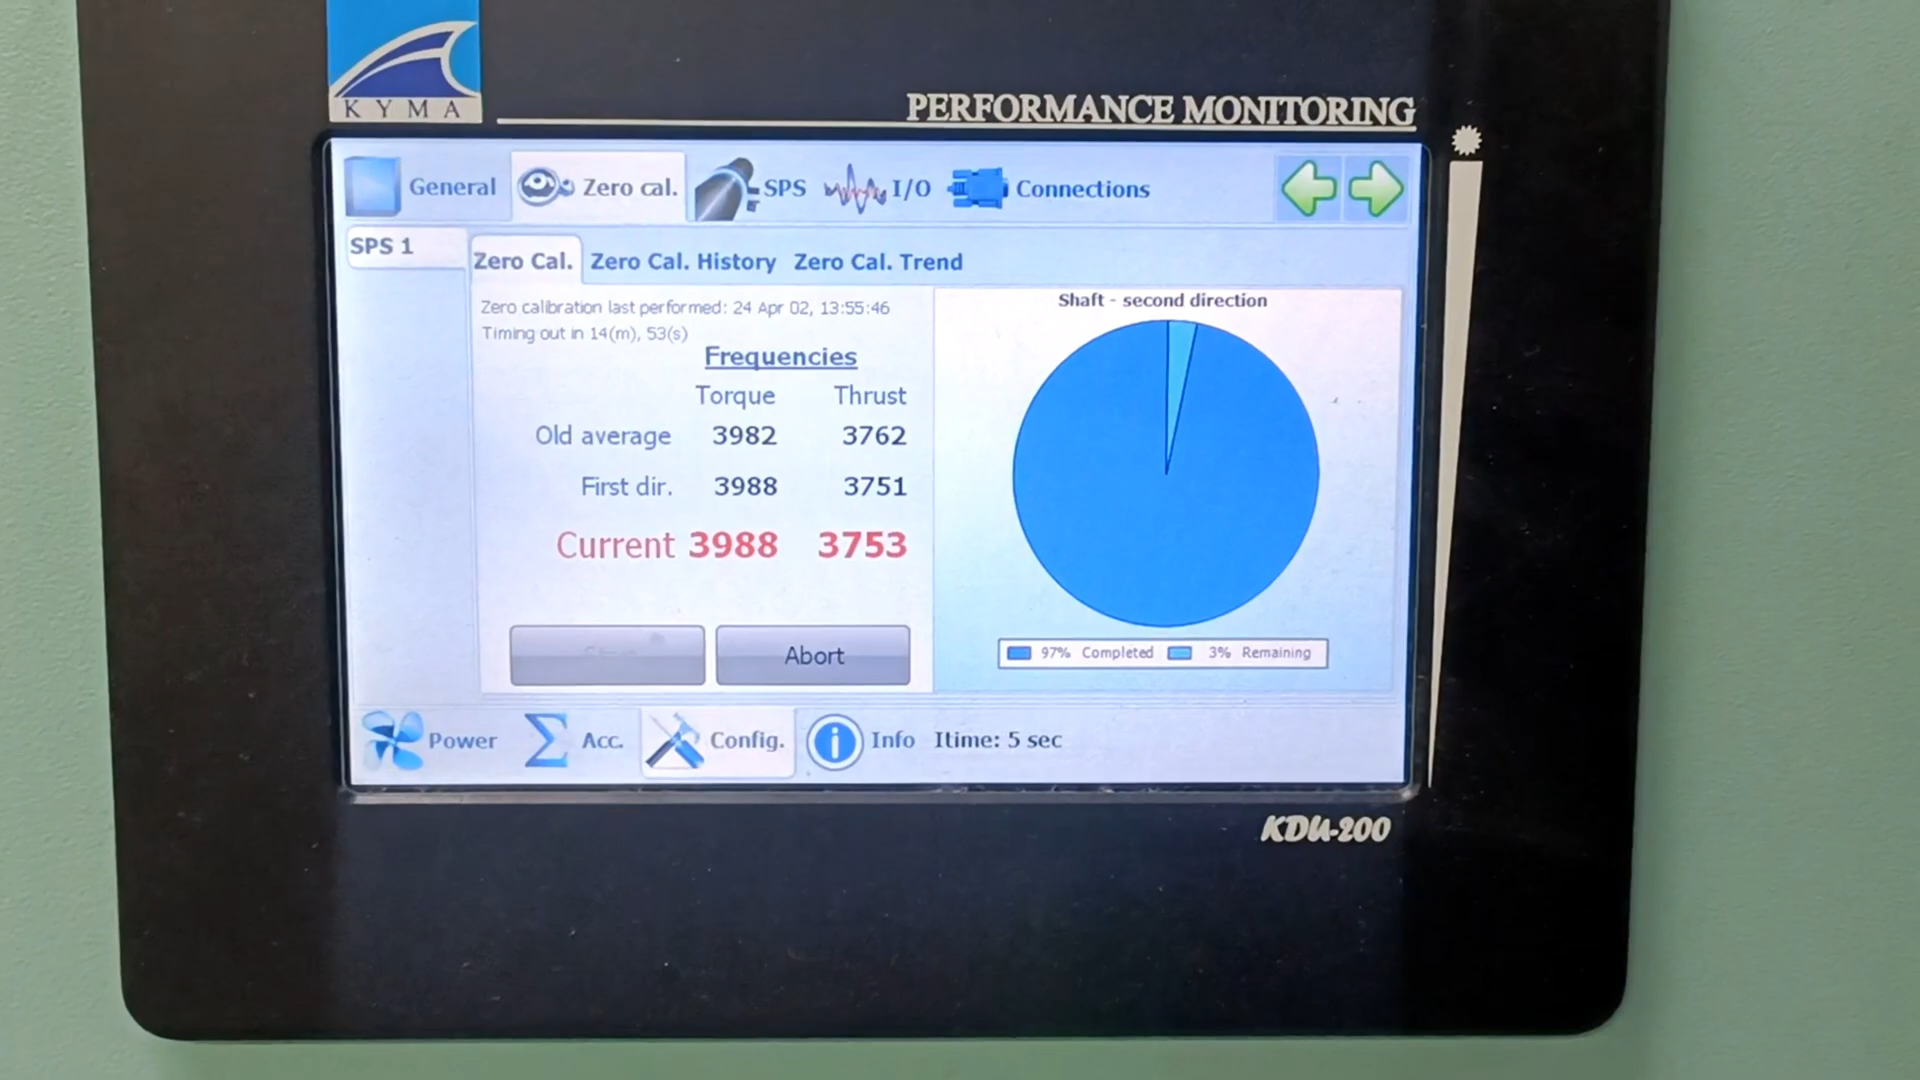 KYMA
PERFORMANCE MONITORING
General Zero cal. SPS I/O Connections
SPS 1
Zero Cal. Zero Cal. History Zero Cal. Trend
Zero calibration last performed: 24 Apr 02, 13:55:46
Timing out in 14(m), 53(s)
Frequencies
Torque Thrust
Old average 3982 3762
First dir. 3988 3751
Current 3988 3753
Abort
Shaft - second direction
97% Completed 3% Remaining
Power Acc. Config. Info Itime: 5 sec
KDU-200